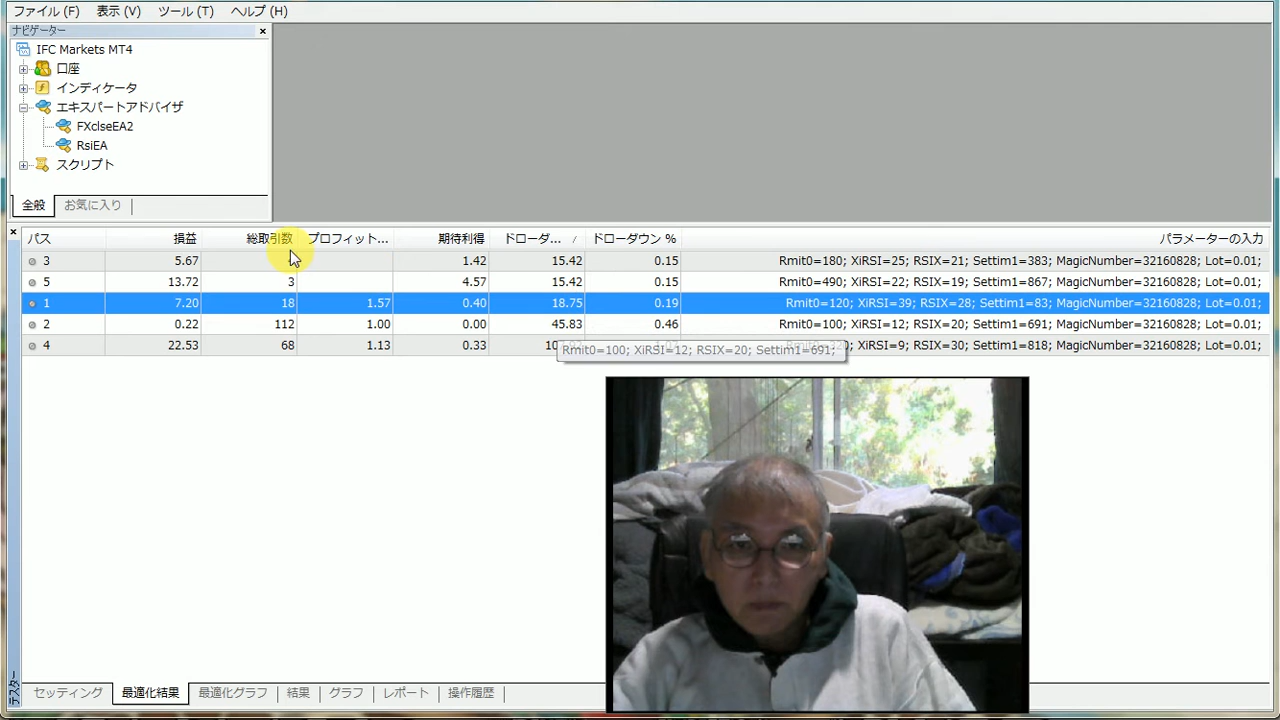 ファイル (F) 表示 (V) ツール (T) ヘルプ (H)
ナビゲーター
IFC Markets MT4
口座
インディケータ
エキスパートアドバイザ
FXclseEA2
RsiEA
スクリプト
全般 お気に入り
パス 損益 総取引数 プロフィット... 期待利得 ドローダ... ドローダウン % パラメーターの入力
3 5.67 1.42 15.42 0.15 Rmit0=180; XiRSI=25; RSIX=21; Settim1=383; MagicNumber=32160828; Lot=0.01;
5 13.72 3 4.57 15.42 0.15 Rmit0=490; XiRSI=22; RSIX=19; Settim1=867; MagicNumber=32160828; Lot=0.01;
1 7.20 18 1.57 0.40 18.75 0.19 Rmit0=120; XiRSI=39; RSIX=28; Settim1=83; MagicNumber=32160828; Lot=0.01;
2 0.22 112 1.00 0.00 45.83 0.46 Rmit0=100; XiRSI=12; RSIX=20; Settim1=691; MagicNumber=32160828; Lot=0.01;
4 22.53 68 1.13 0.33 XiRSI=9; RSIX=30; Settim1=818; MagicNumber=32160828; Lot=0.01;
Rmit0=100; XiRSI=12; RSIX=20; Settim1=691;
テスター
セッティング 最適化結果 最適化グラフ 結果 グラフ レポート 操作履歴